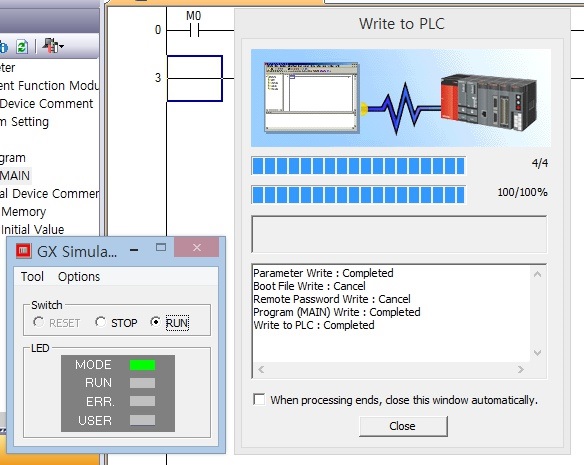 M0
0
3
eter
ent Function Modu
Device Comment
m Setting
gram
MAIN
al Device Commer
Memory
Initial Value
Write to PLC
4/4
100/100%
Parameter Write : Completed
Boot File Write : Cancel
Remote Password Write : Cancel
Program (MAIN) Write : Completed
Write to PLC : Completed
When processing ends, close this window automatically.
Close
GX Simula...
Tool Options
Switch
RESET STOP RUN
LED
MODE
RUN
ERR.
USER